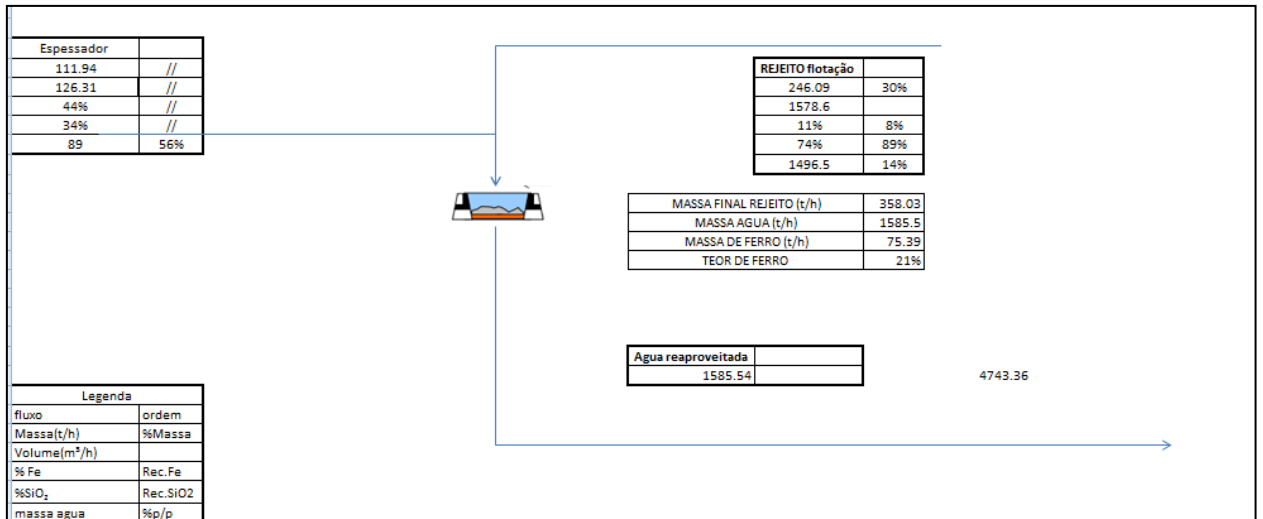 Espessador
111.94 //
126.31 //
44% //
34% //
89 56%
REJEITO flotação
246.09 30%
1578.6
11% 8%
74% 89%
1496.5 14%
MASSA FINAL REJEITO (t/h) 358.03
MASSA AGUA (t/h) 1585.5
MASSA DE FERRO (t/h) 75.39
TEOR DE FERRO 21%
Agua reaproveitada
1585.54
4743.36
Legenda
fluxo ordem
Massa(t/h) %Massa
Volume(m³/h)
% Fe Rec.Fe
%SiO₂ Rec.SiO2
massa agua %p/p